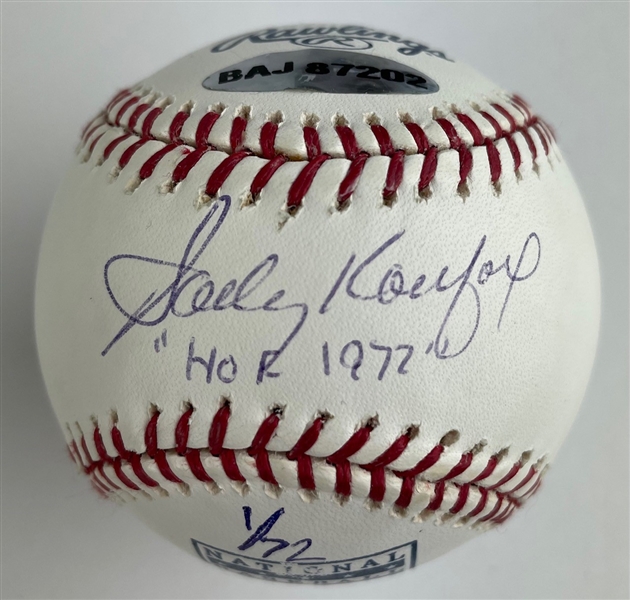 Rawlings
R
BAJ 87202
Sandy Koufax
"HOF 1972"
1/72
NATIONAL